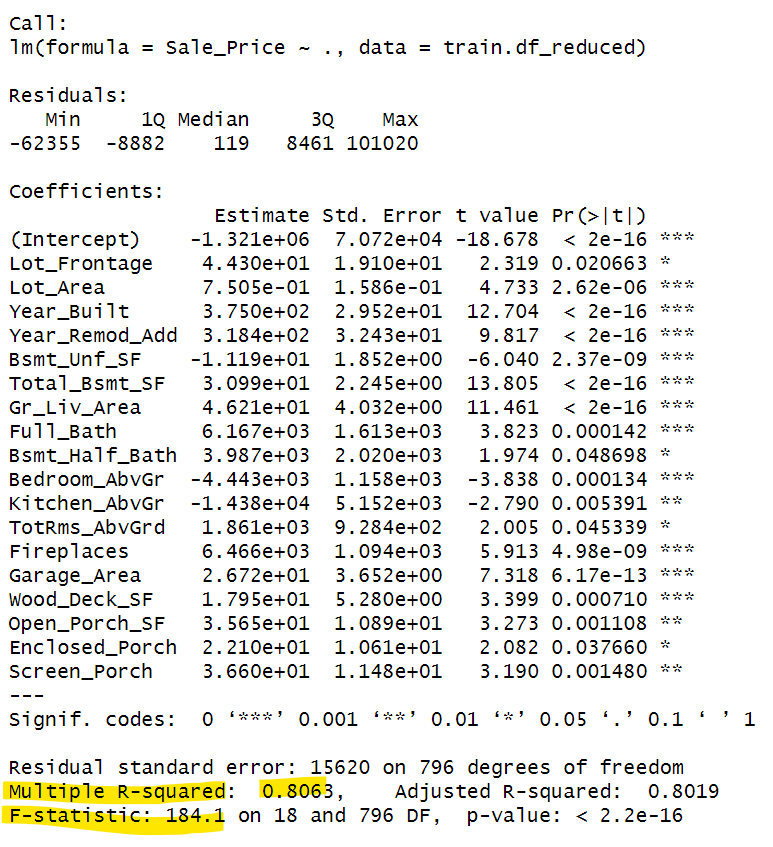 Call:
lm(formula = Sale_Price ~ ., data = train.df_reduced)
Residuals:
   Min     1Q Median     3Q    Max
-62355  -8882    119   8461 101020
Coefficients:
                 Estimate Std. Error t value Pr(>|t|)
(Intercept)    -1.321e+06  7.072e+04 -18.678  < 2e-16 ***
Lot_Frontage    4.430e+01  1.910e+01   2.319 0.020663 *
Lot_Area        7.505e-01  1.586e-01   4.733 2.62e-06 ***
Year_Built      3.750e+02  2.952e+01  12.704  < 2e-16 ***
Year_Remod_Add  3.184e+02  3.243e+01   9.817  < 2e-16 ***
Bsmt_Unf_SF    -1.119e+01  1.852e+00  -6.040 2.37e-09 ***
Total_Bsmt_SF   3.099e+01  2.245e+00  13.805  < 2e-16 ***
Gr_Liv_Area     4.621e+01  4.032e+00  11.461  < 2e-16 ***
Full_Bath       6.167e+03  1.613e+03   3.823 0.000142 ***
Bsmt_Half_Bath  3.987e+03  2.020e+03   1.974 0.048698 *
Bedroom_AbvGr  -4.443e+03  1.158e+03  -3.838 0.000134 ***
Kitchen_AbvGr  -1.438e+04  5.152e+03  -2.790 0.005391 **
TotRms_AbvGrd   1.861e+03  9.284e+02   2.005 0.045339 *
Fireplaces      6.466e+03  1.094e+03   5.913 4.98e-09 ***
Garage_Area     2.672e+01  3.652e+00   7.318 6.17e-13 ***
Wood_Deck_SF    1.795e+01  5.280e+00   3.399 0.000710 ***
Open_Porch_SF   3.565e+01  1.089e+01   3.273 0.001108 **
Enclosed_Porch  2.210e+01  1.061e+01   2.082 0.037660 *
Screen_Porch    3.660e+01  1.148e+01   3.190 0.001480 **
---
Signif. codes:  0 ‘***’ 0.001 ‘**’ 0.01 ‘*’ 0.05 ‘.’ 0.1 ‘ ’ 1
Residual standard error: 15620 on 796 degrees of freedom
Multiple R-squared:  0.8063,	Adjusted R-squared:  0.8019
F-statistic: 184.1 on 18 and 796 DF,  p-value: < 2.2e-16